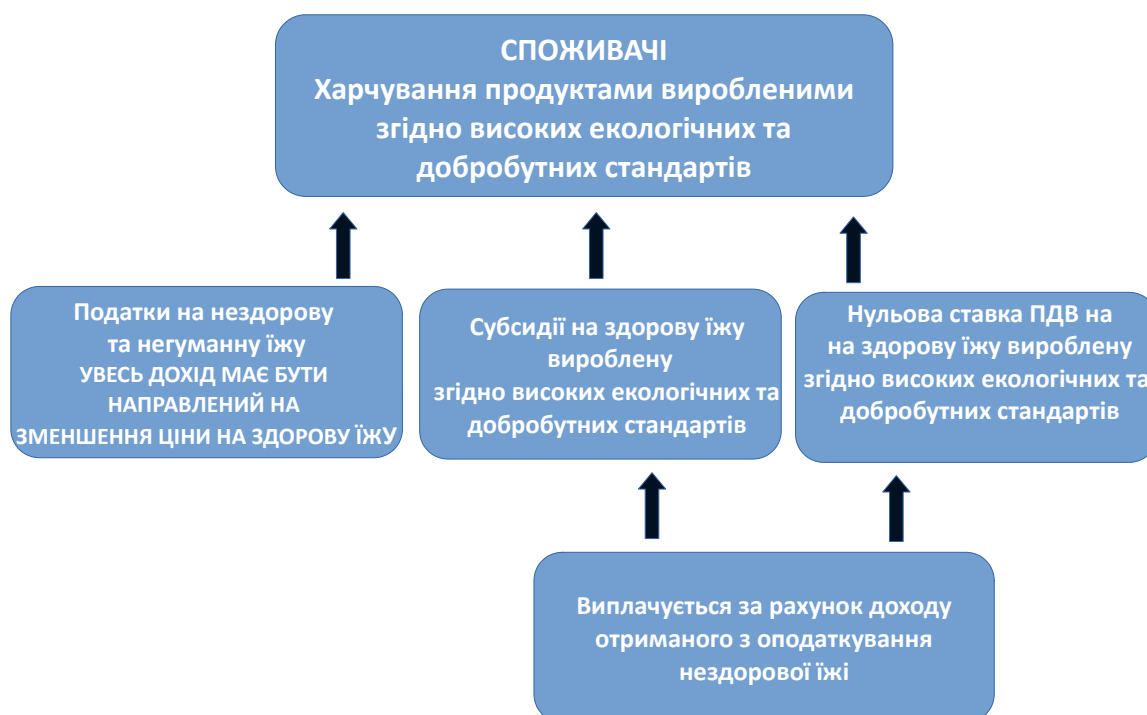 СПОЖИВАЧІ
Харчування продуктами виробленими
згідно високих екологічних та
добробутних стандартів
Податки на нездорову
та негуманну їжу
УВЕСЬ ДОХІД МАЄ БУТИ
НАПРАВЛЕНИЙ НА
ЗМЕНШЕННЯ ЦІНИ НА ЗДОРОВУ ЇЖУ
Субсидії на здорову їжу
вироблену
згідно високих екологічних та
добробутних стандартів
Нульова ставка ПДВ на
на здорову їжу вироблену
згідно високих екологічних та
добробутних стандартів
Виплачується за рахунок доходу
отриманого з оподаткування
нездорової їжі